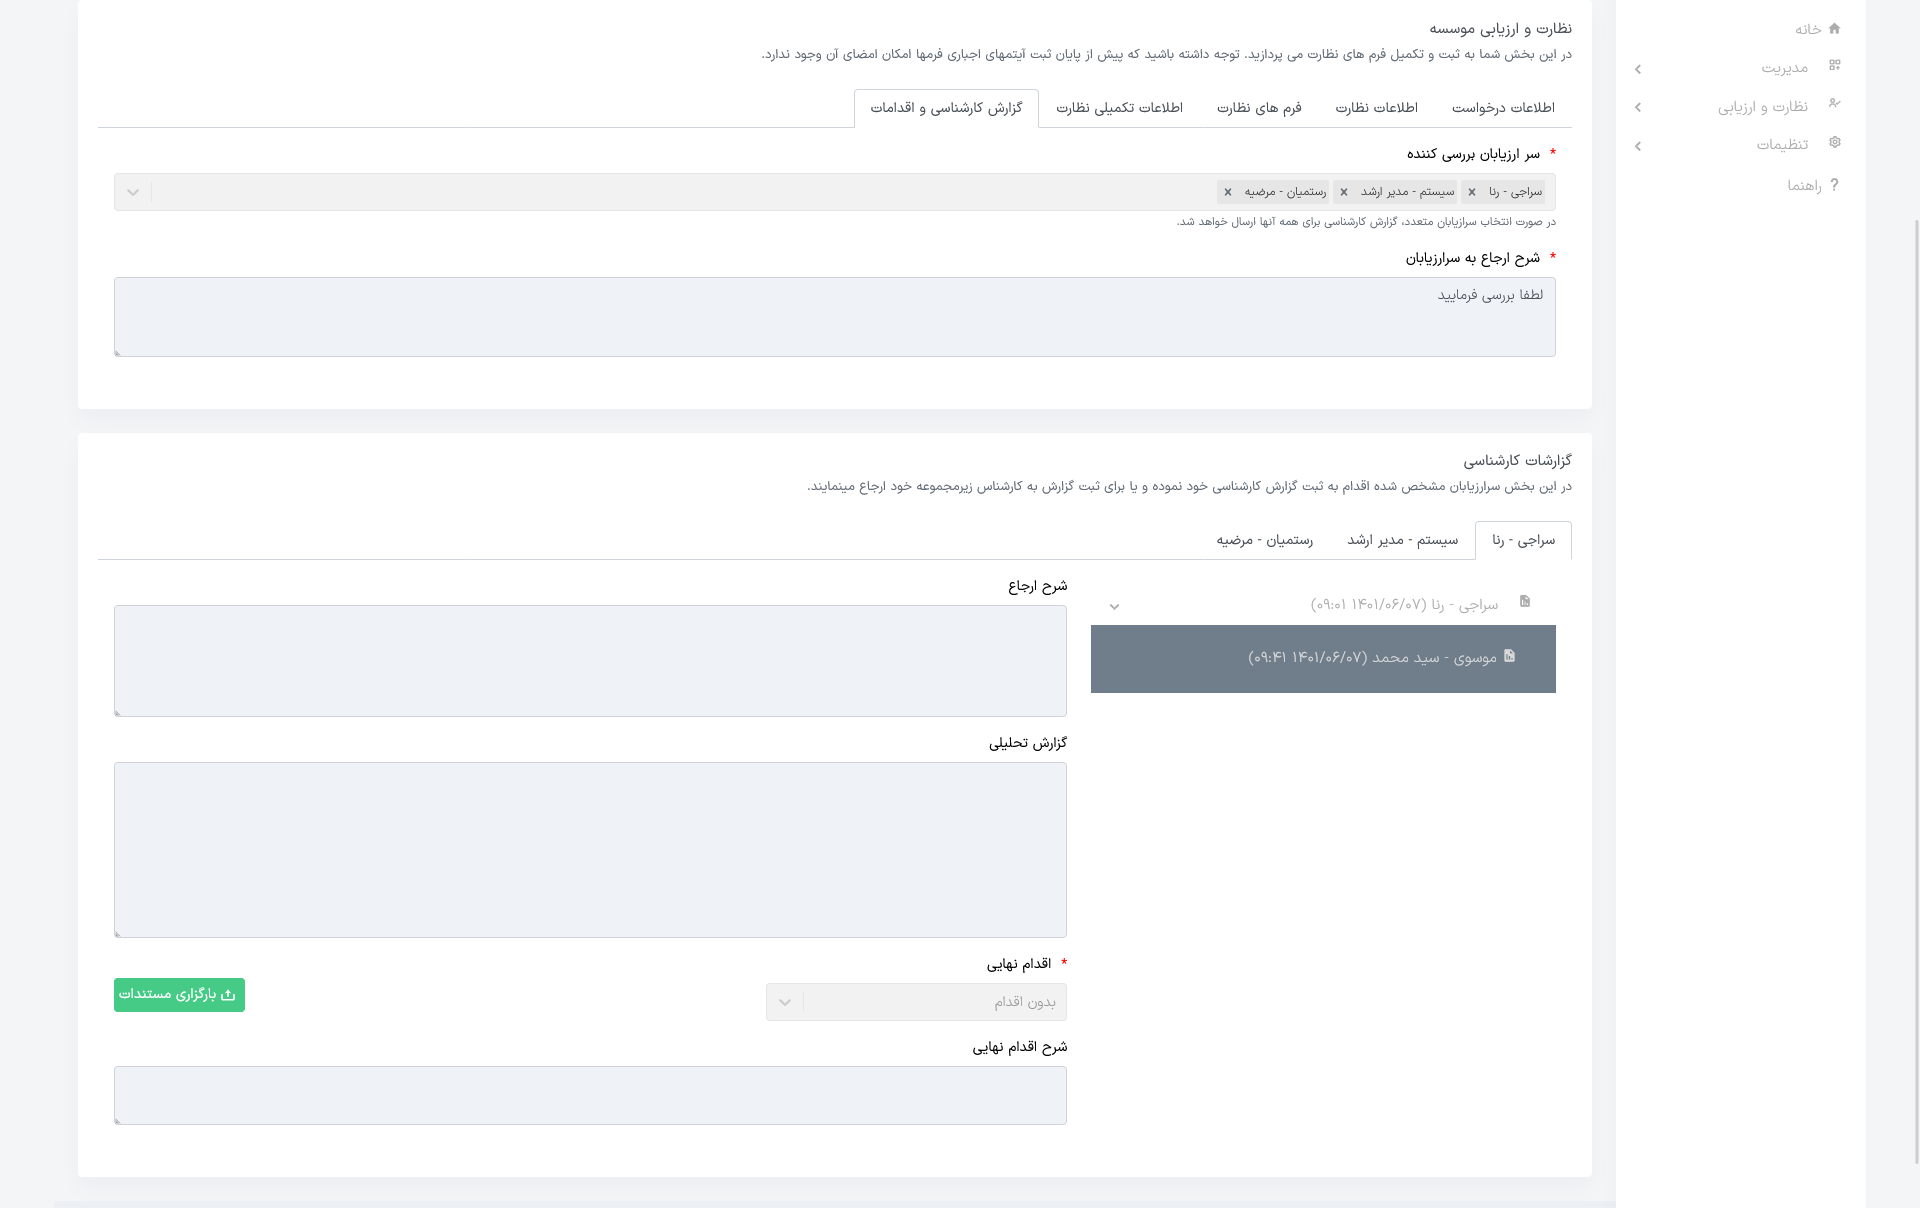 خانه
مدیریت
نظارت و ارزیابی
تنظیمات
راهنما
نظارت و ارزیابی موسسه
در این بخش شما به ثبت و تکمیل فرم های نظارت می پردازید. توجه داشته باشید که پیش از پایان ثبت آیتمهای اجباری فرمها امکان امضای آن وجود ندارد.
اطلاعات درخواست اطلاعات نظارت فرم های نظارت اطلاعات تکمیلی نظارت گزارش کارشناسی و اقدامات
* سر ارزیابان بررسی کننده
سراجی - رنا × سیستم - مدیر ارشد × رستمیان - مرضیه ×
در صورت انتخاب سرازیابان متعدد، گزارش کارشناسی برای همه آنها ارسال خواهد شد.
* شرح ارجاع به سرارزیابان
لطفا بررسی فرمایید
گزارشات کارشناسی
در این بخش سرارزیابان مشخص شده اقدام به ثبت گزارش کارشناسی خود نموده و یا برای ثبت گزارش به کارشناس زیرمجموعه خود ارجاع مینمایند.
سراجی - رنا سیستم - مدیر ارشد رستمیان - مرضیه
سراجی - رنا (۱۴۰۱/۰۶/۰۷ ۰۹:۰۱)
موسوی - سید محمد (۱۴۰۱/۰۶/۰۷ ۰۹:۴۱)
شرح ارجاع
گزارش تحلیلی
* اقدام نهایی
بدون اقدام
بارگزاری مستندات
شرح اقدام نهایی